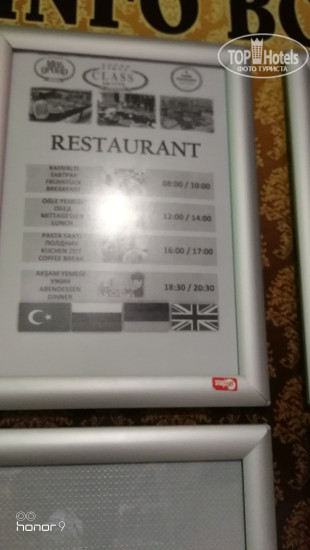 INFO BO
TOP Hotels
ФОТО ТУРИСТА
CLASS
RESTAURANT
KAHVALTI
ЗАВТРАК
FRÜHSTÜCK
BREAKFAST
08:00 / 10:00
ÖĞLE YEMEĞİ
ОБЕД
MITTAGESSEN
LUNCH
12:00 / 14:00
PASTA SAATİ
ПОЛДНИК
KUCHEN ZEIT
COFFEE BREAK
16:00 / 17:00
AKŞAM YEMEĞİ
УЖИН
ABENDESSEN
DINNER
18:30 / 20:30
honor 9